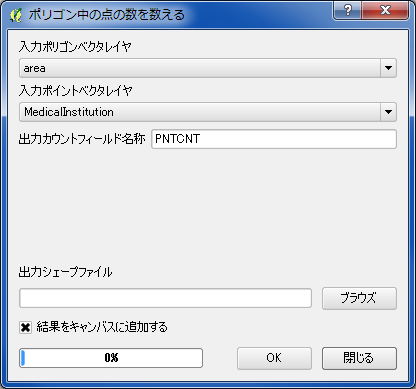 ポリゴン中の点の数を数える
入力ポリゴンベクタレイヤ
area
入力ポイントベクタレイヤ
MedicalInstitution
出力カウントフィールド名称 PNTCNT
出力シェープファイル
ブラウズ
結果をキャンバスに追加する
0% OK 閉じる